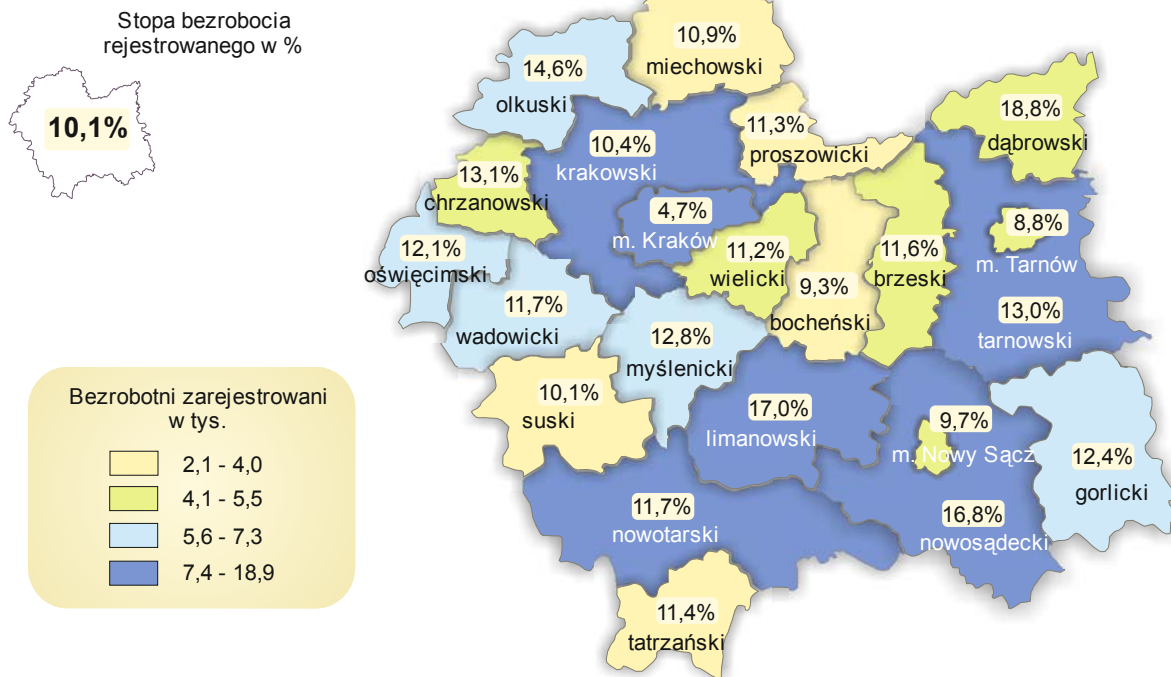 Stopa bezrobocia
rejestrowanego w %
10,1%
10,9%
miechowski
14,6%
olkuski
11,3%
proszowicki
18,8%
dąbrowski
10,4%
krakowski
13,1%
chrzanowski
4,7%
m. Kraków
8,8%
m. Tarnów
12,1%
oświęcimski
11,2%
wielicki
11,6%
brzeski
9,3%
bocheński
11,7%
wadowicki
13,0%
tarnowski
12,8%
myślenicki
10,1%
suski
17,0%
limanowski
9,7%
m. Nowy Sącz
12,4%
gorlicki
11,7%
nowotarski
16,8%
nowosądecki
11,4%
tatrzański
Bezrobotni zarejestrowani
w tys.
2,1 - 4,0
4,1 - 5,5
5,6 - 7,3
7,4 - 18,9